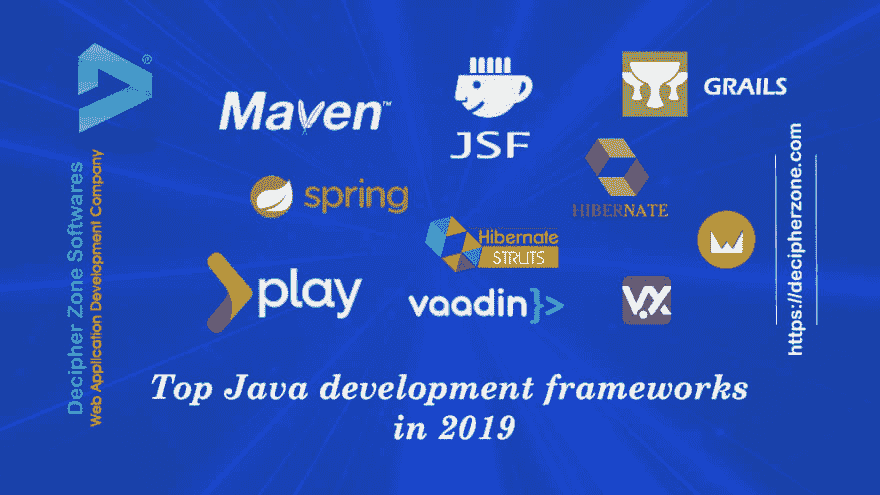 ®
Maven™
JSF
GRAILS
spring
HIBERNATE
Hibernate
STRUTS
play
vaadin}>
V.X
Decipher Zone Softwares
Web Application Development Company
https://decipherzone.com
Top Java development frameworks
in 2019